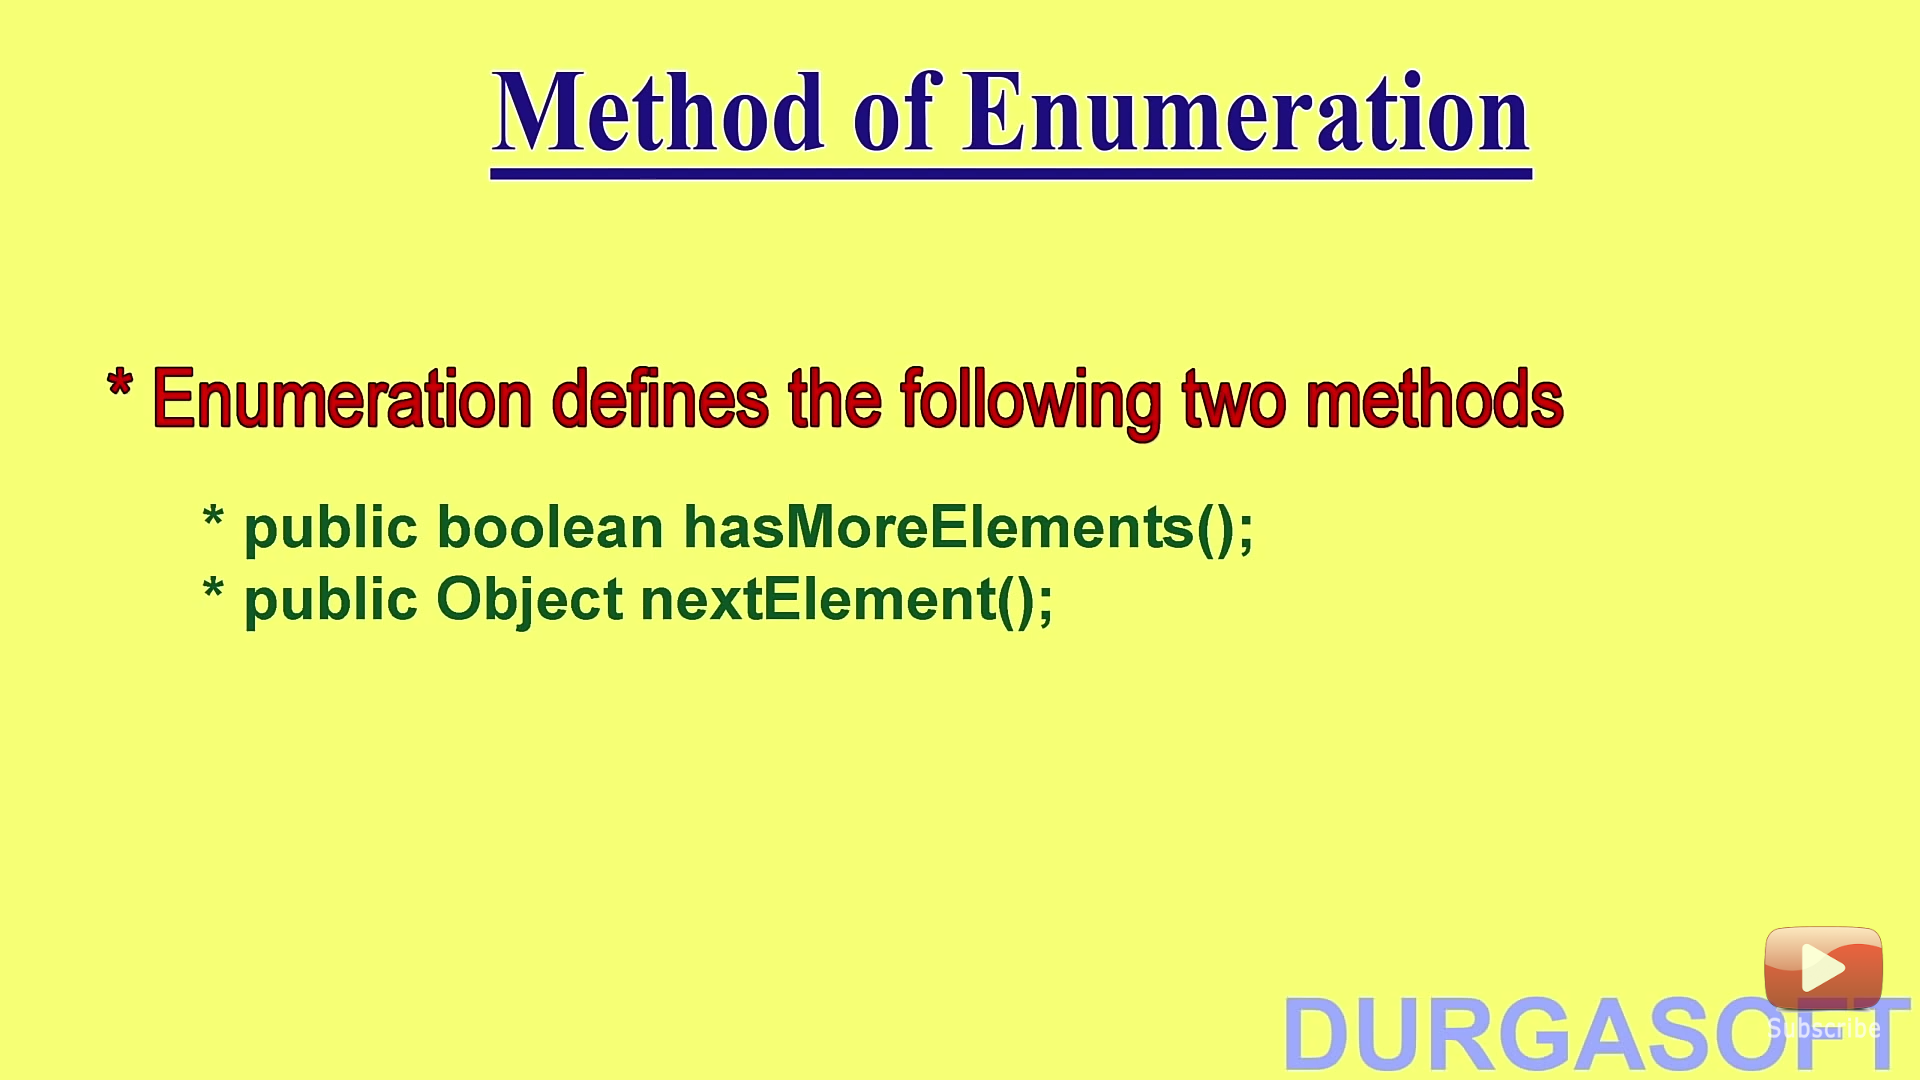 Method of Enumeration
* Enumeration defines the following two methods
* public boolean hasMoreElements();
* public Object nextElement();
Subscribe
DURGASOFT